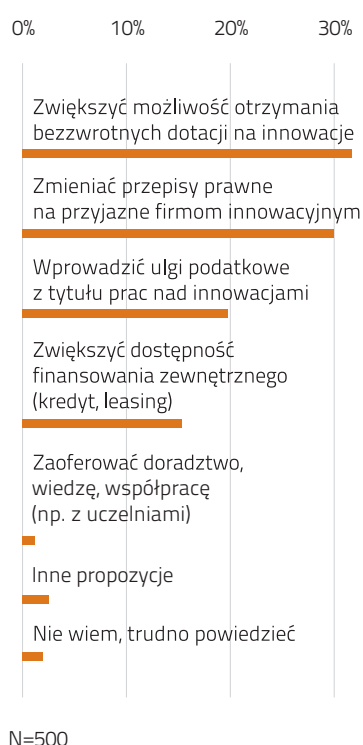 0% 10% 20% 30%
Zwiększyć możliwość otrzymania
bezzwrotnych dotacji na innowacje
Zmieniać przepisy prawne
na przyjazne firmom innowacyjnym
Wprowadzić ulgi podatkowe
z tytułu prac nad innowacjami
Zwiększyć dostępność
finansowania zewnętrznego
(kredyt, leasing)
Zaoferować doradztwo,
wiedzę, współpracę
(np. z uczelniami)
Inne propozycje
Nie wiem, trudno powiedzieć
N=500